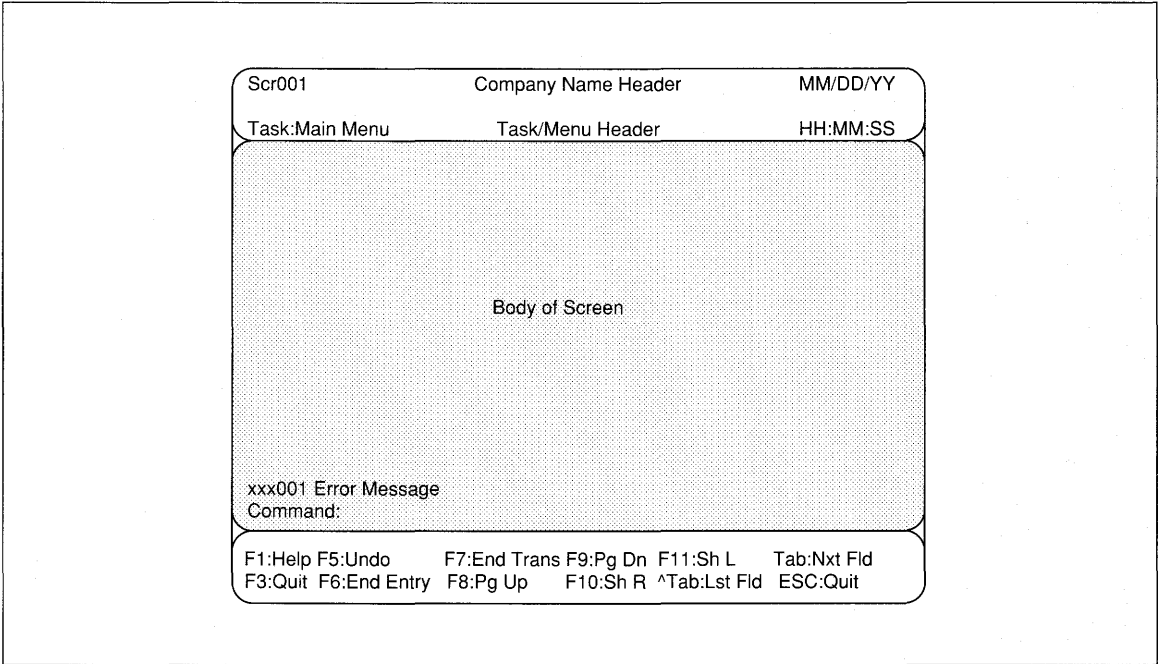 Scr001 Company Name Header MM/DD/YY
Task:Main Menu Task/Menu Header HH:MM:SS
Body of Screen
xxx001 Error Message
Command:
F1:Help F5:Undo F7:End Trans F9:Pg Dn F11:Sh L Tab:Nxt Fld
F3:Quit F6:End Entry F8:Pg Up F10:Sh R ^Tab:Lst Fld ESC:Quit